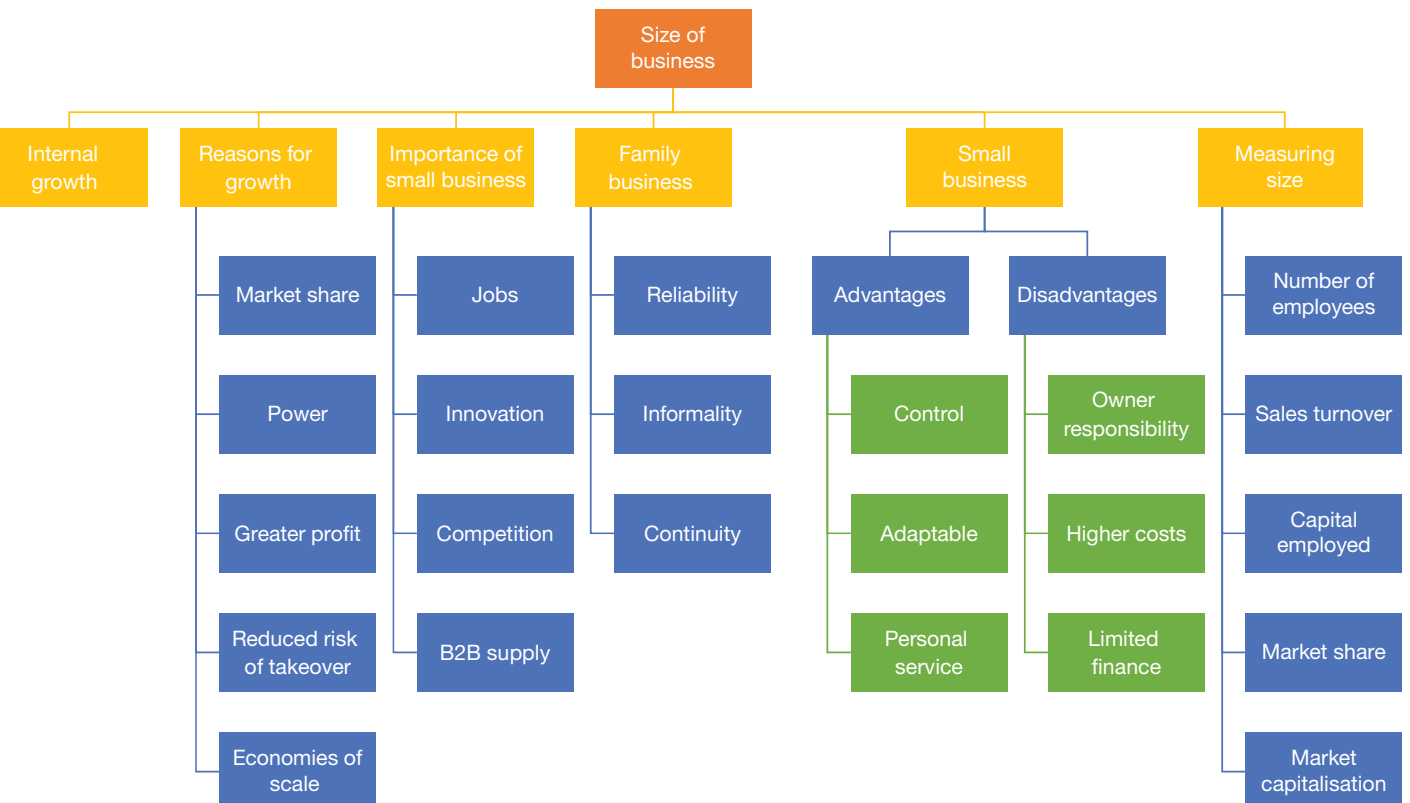 Size of
business
Internal
growth
Reasons for
growth
Importance of
small business
Family
business
Small
business
Measuring
size
Market share
Power
Greater profit
Reduced risk
of takeover
Economies of
scale
Jobs
Innovation
Competition
B2B supply
Reliability
Informality
Continuity
Advantages
Control
Adaptable
Personal
service
Disadvantages
Owner
responsibility
Higher costs
Limited
finance
Number of
employees
Sales turnover
Capital
employed
Market share
Market
capitalisation